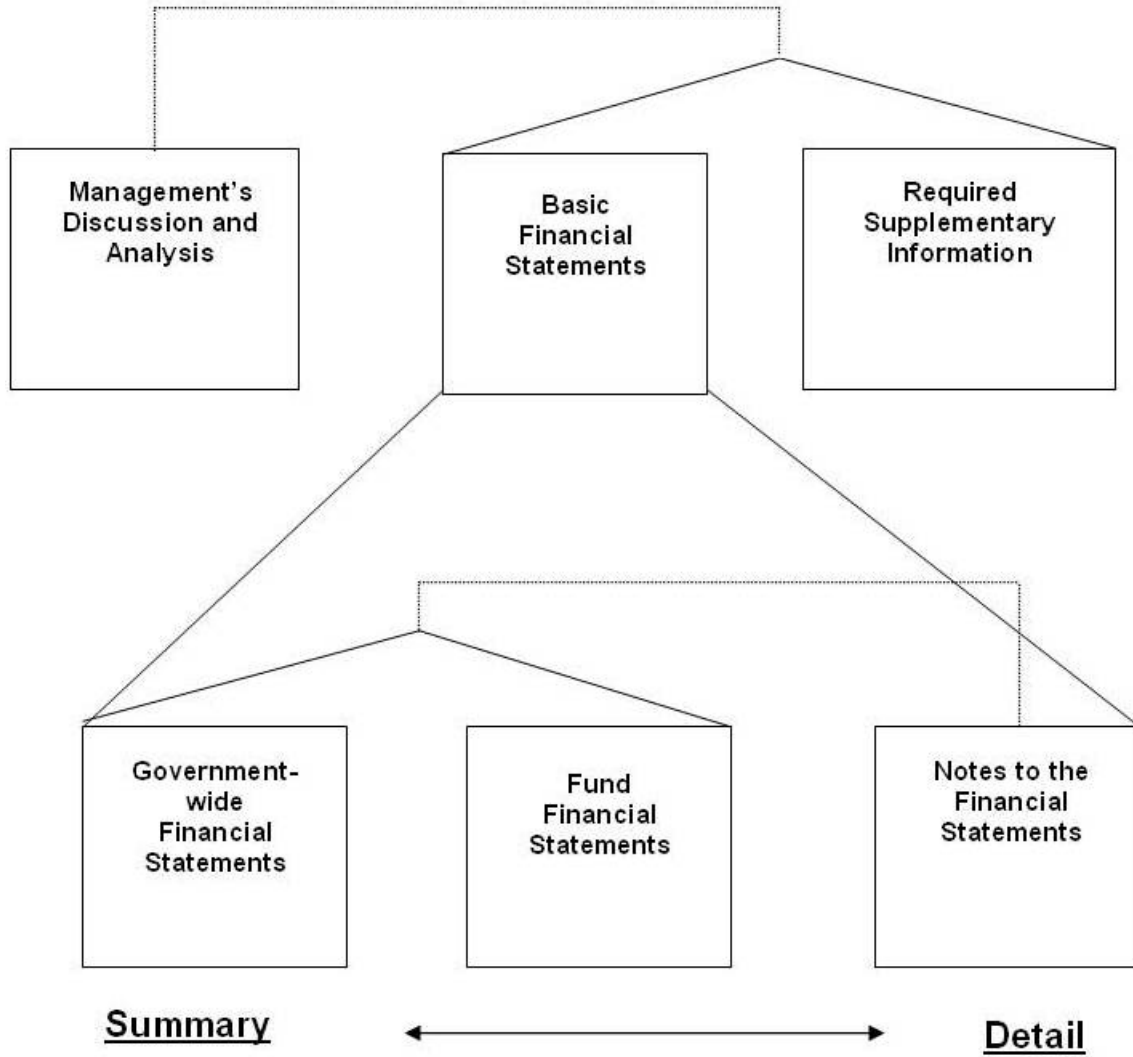 Management's
Discussion and
Analysis
Basic
Financial
Statements
Required
Supplementary
Information
Government-
wide
Financial
Statements
Fund
Financial
Statements
Notes to the
Financial
Statements
Summary
Detail